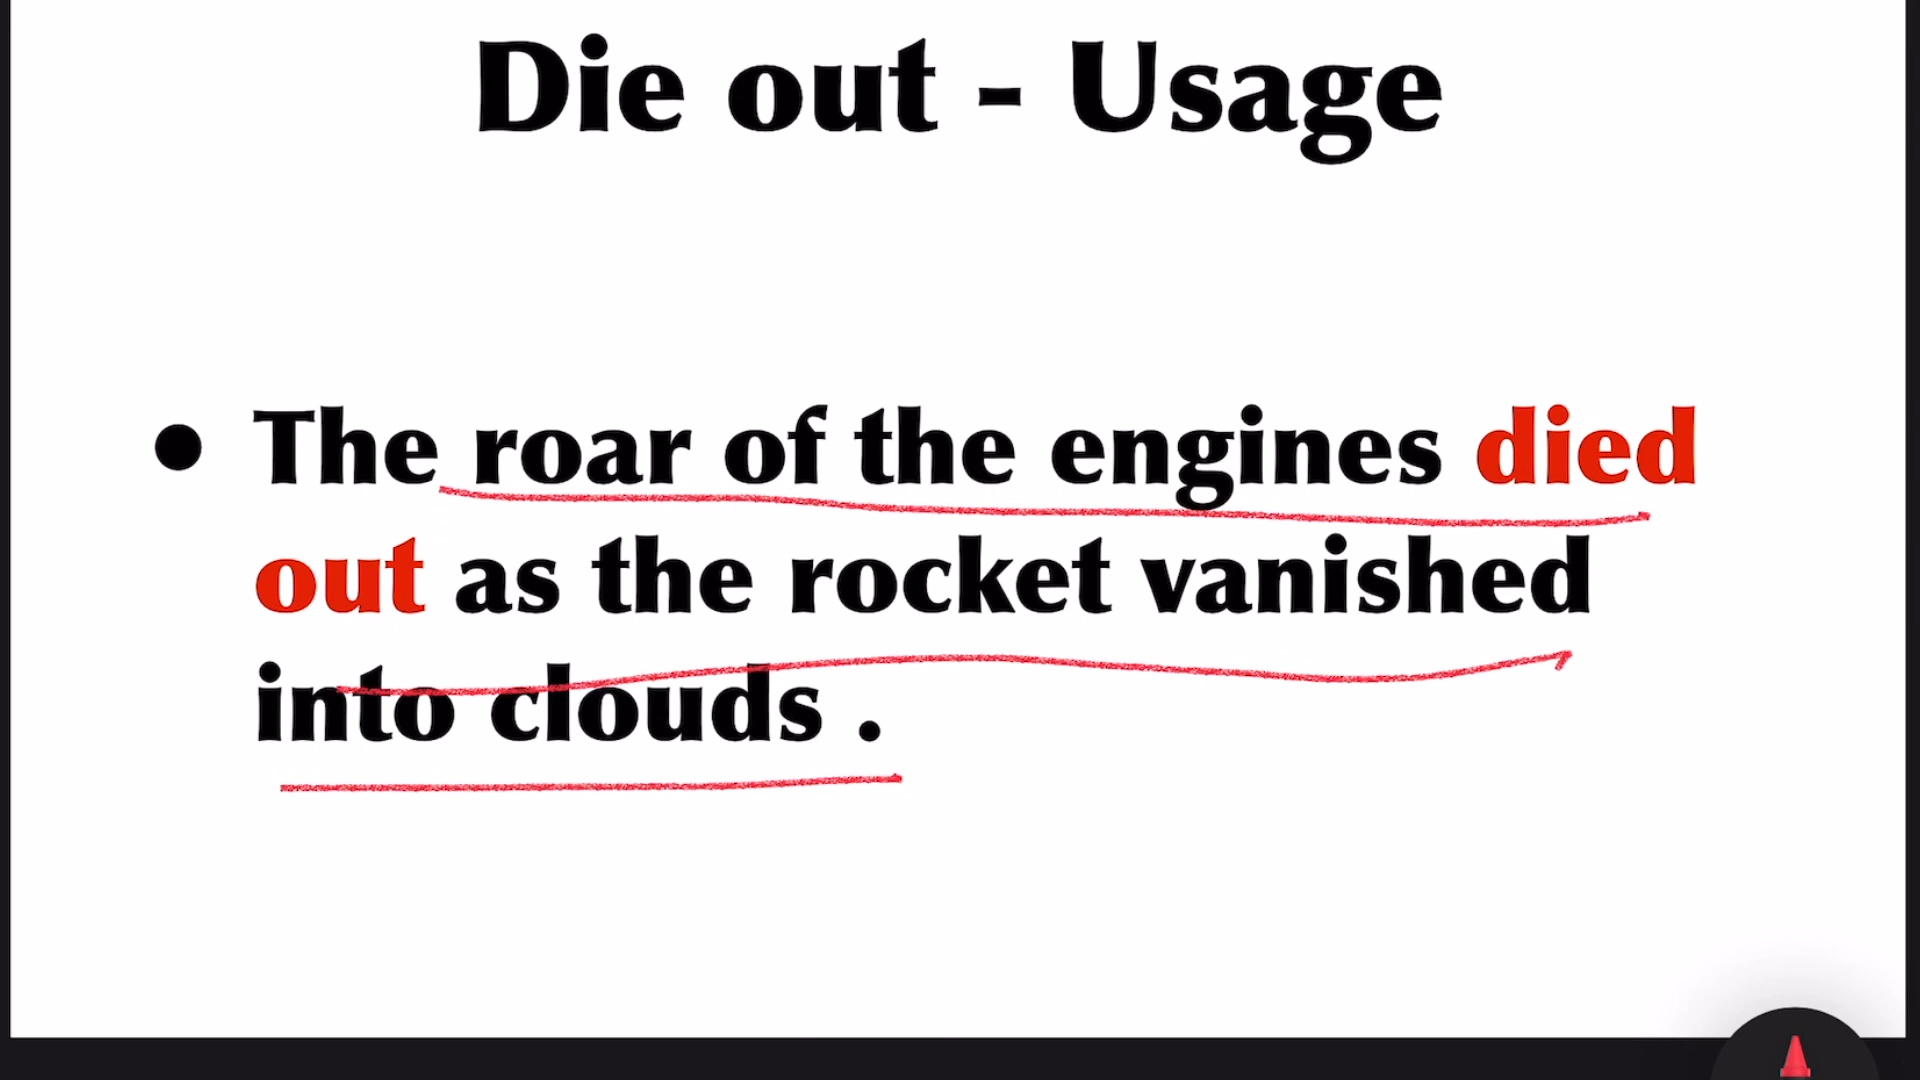 Die out - Usage
• The roar of the engines died
out as the rocket vanished
into clouds .